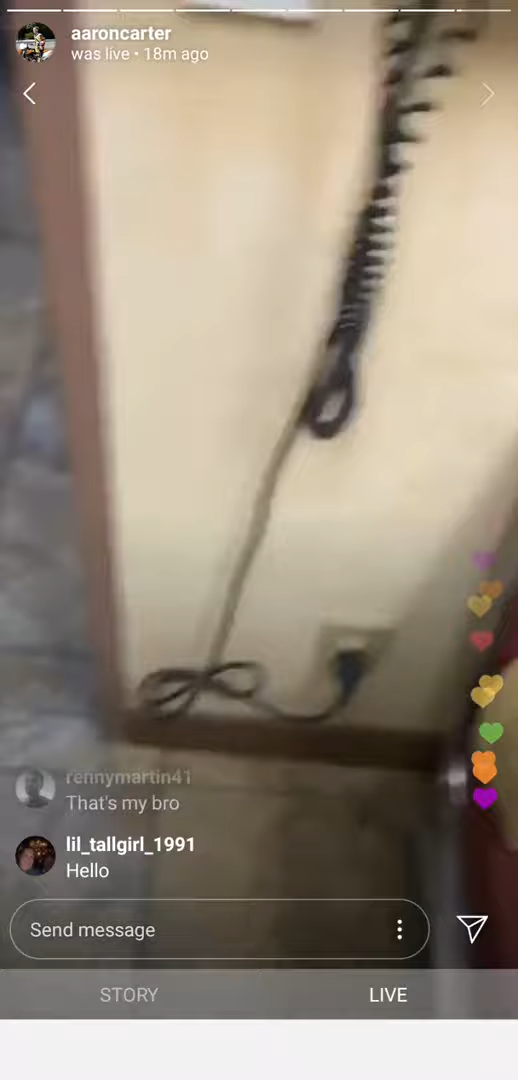 aaroncarter
was live • 18m ago
rennymartin41
That's my bro
lil_tallgirl_1991
Hello
Send message
STORY
LIVE